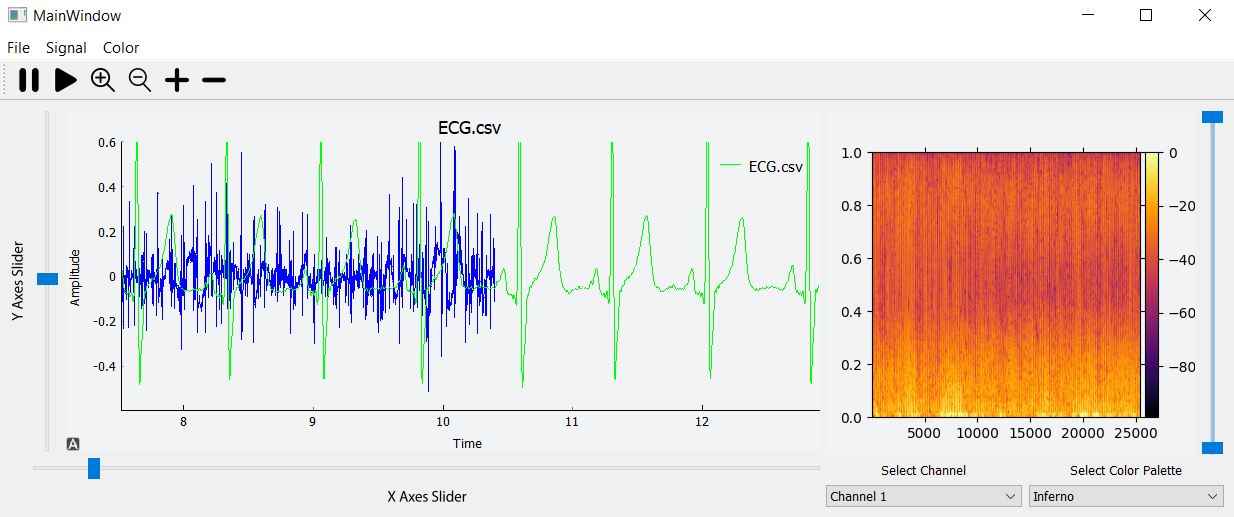 MainWindow
File Signal Color
ECG.csv
ECG.csv
Y Axes Slider
Amplitude
0.6
0.4
0.2
0
-0.2
-0.4
8 9 10 11 12
Time
A
X Axes Slider
1.0
0.8
0.6
0.4
0.2
0.0
5000 10000 15000 20000 25000
0
−20
−40
−60
−80
Select Channel Select Color Palette
Channel 1 Inferno